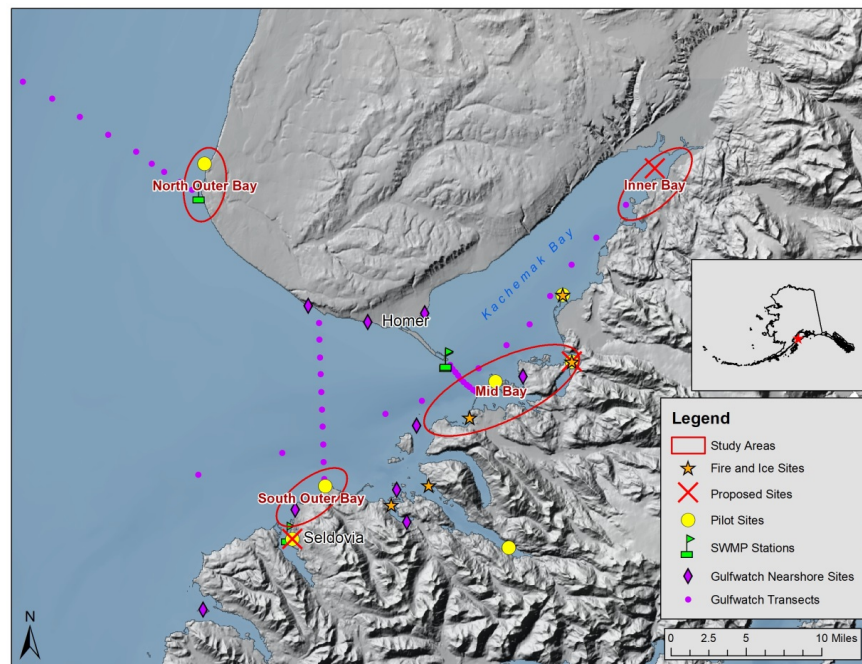 North Outer Bay
Inner Bay
Kachemak Bay
Homer
Mid Bay
South Outer Bay
Seldovia
N
Legend
Study Areas
Fire and Ice Sites
Proposed Sites
Pilot Sites
SWMP Stations
Gulfwatch Nearshore Sites
Gulfwatch Transects
0 2.5 5 10 Miles